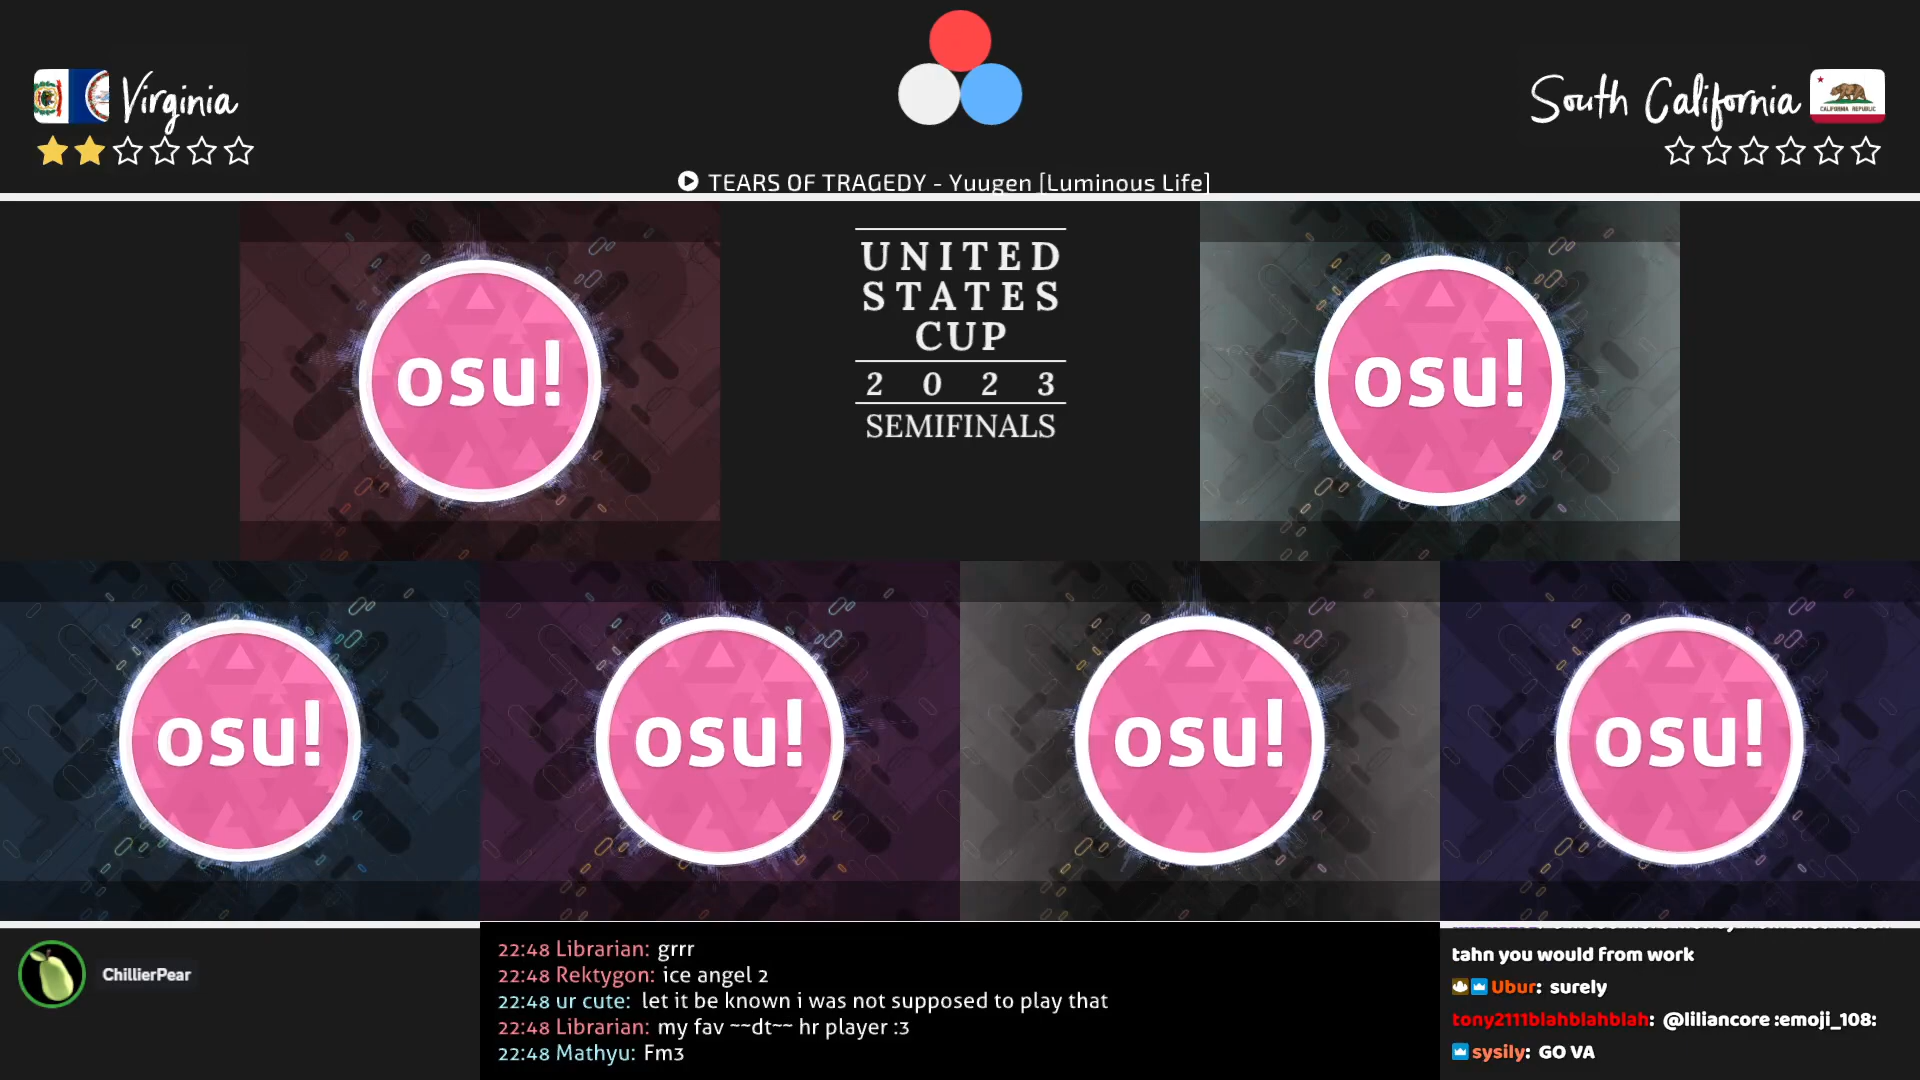 Virginia
South California
CALIFORNIA REPUBLIC
TEARS OF TRAGEDY - Yuugen [Luminous Life]
UNITED
STATES
CUP
2 0 2 3
SEMIFINALS
osu!
osu!
osu!
osu!
osu!
osu!
ChillierPear
22:48 Librarian: grrr
22:48 Rektygon: ice angel 2
22:48 ur cute: let it be known i was not supposed to play that
22:48 Librarian: my fav ~~dt~~ hr player :3
22:48 Mathyu: Fm3
tahn you would from work
Ubur: surely
tony2111blahblahblah: @liliancore :emoji_108:
sysily: GO VA